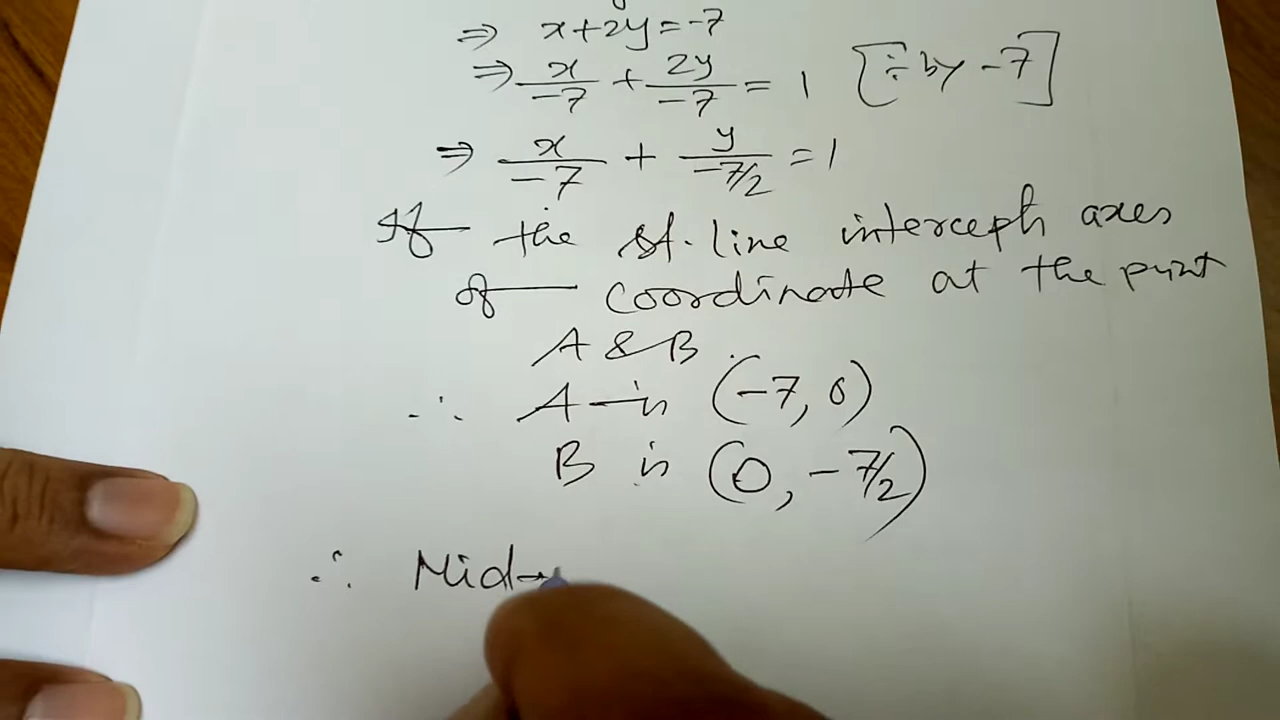 ⇒ x+2y=-7
⇒ x/-7 + 2y/-7 = 1 [÷ by -7]
⇒ x/-7 + y/-7/2 = 1
If the st. line intercepts axes
of coordinate at the point
A & B
∴ A is (-7, 0)
B is (0, -7/2)
∴ Mid-